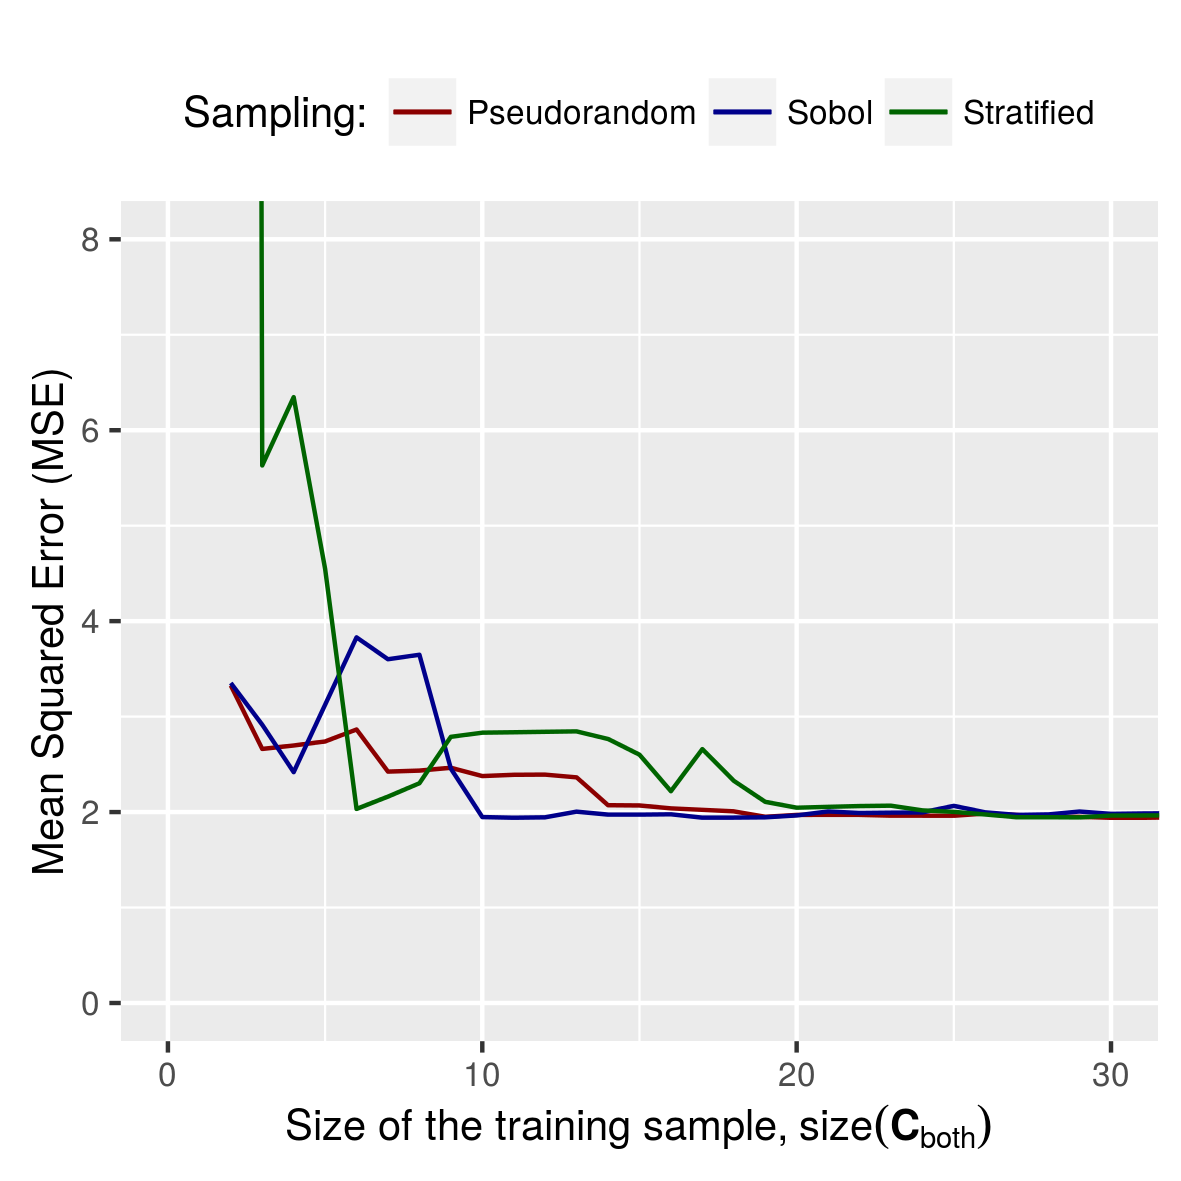 Sampling: Pseudorandom Sobol Stratified
8
6
4
2
0
Mean Squared Error (MSE)
0 10 20 30
Size of the training sample, size(Cboth)